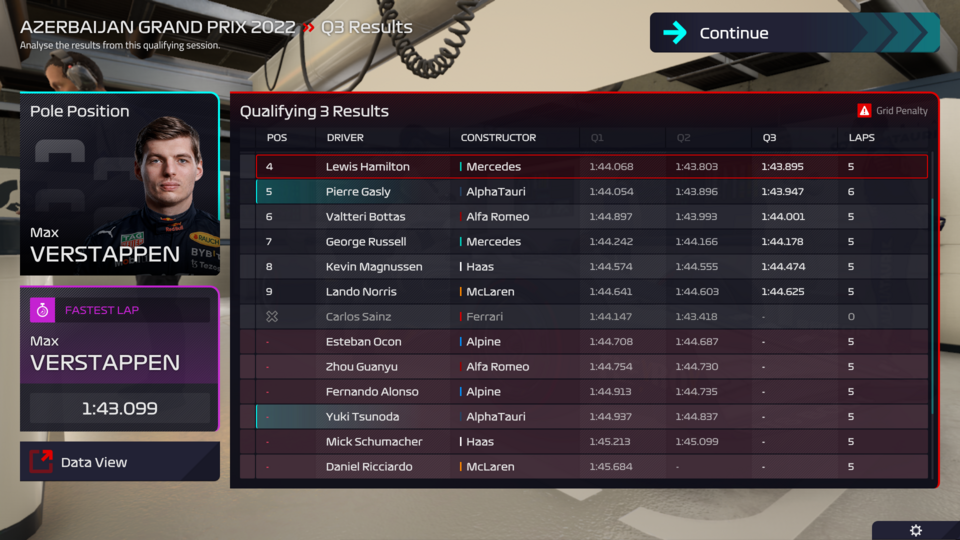 AZERBAIJAN GRAND PRIX 2022 » Q3 Results
Analyse the results from this qualifying session.
Continue
Pole Position
Max
VERSTAPPEN
FASTEST LAP
Max
VERSTAPPEN
1:43.099
Data View
Qualifying 3 Results
Grid Penalty
POS DRIVER CONSTRUCTOR Q1 Q2 Q3 LAPS
4 Lewis Hamilton Mercedes 1:44.068 1:43.803 1:43.895 5
5 Pierre Gasly AlphaTauri 1:44.054 1:43.896 1:43.947 6
6 Valtteri Bottas Alfa Romeo 1:44.897 1:43.993 1:44.001 5
7 George Russell Mercedes 1:44.242 1:44.166 1:44.178 5
8 Kevin Magnussen Haas 1:44.574 1:44.555 1:44.474 5
9 Lando Norris McLaren 1:44.641 1:44.603 1:44.625 5
Carlos Sainz Ferrari 1:44.147 1:43.418 - 0
- Esteban Ocon Alpine 1:44.708 1:44.687 - 5
- Zhou Guanyu Alfa Romeo 1:44.754 1:44.730 - 5
- Fernando Alonso Alpine 1:44.913 1:44.735 - 5
- Yuki Tsunoda AlphaTauri 1:44.937 1:44.837 - 5
- Mick Schumacher Haas 1:45.213 1:45.099 - 5
- Daniel Ricciardo McLaren 1:45.684 - - 5